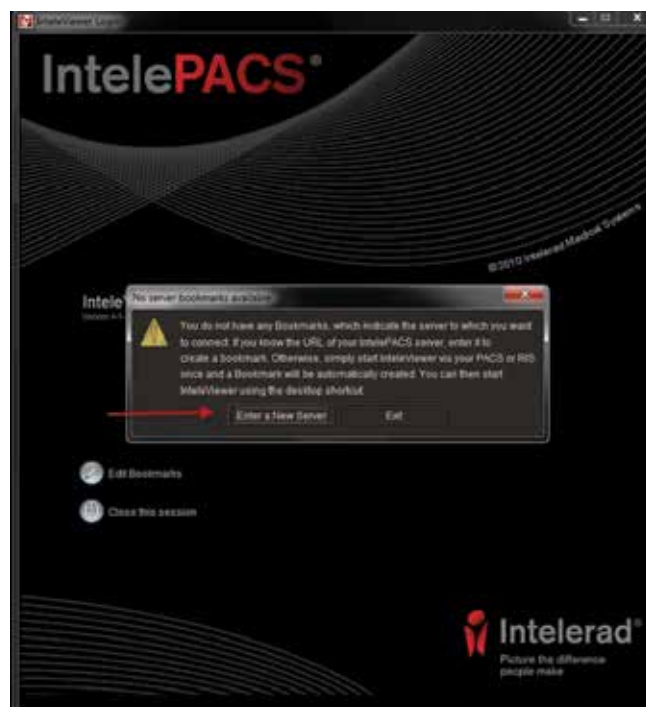 InteleViewer Login
IntelePACS®
©2010 Intelerad Medical Systems
Intele
No server bookmarks available
You do not have any Bookmarks, which indicate the server to which you want
to connect. If you know the URL of your IntelePACS server, enter it to
create a bookmark. Otherwise, simply start InteleViewer via your PACS or RIS
once and a Bookmark will be automatically created. You can then start
InteleViewer using the desktop shortcut.
Enter a New Server
Exit
Edit Bookmarks
Close this session
Intelerad®
Picture the difference
people make